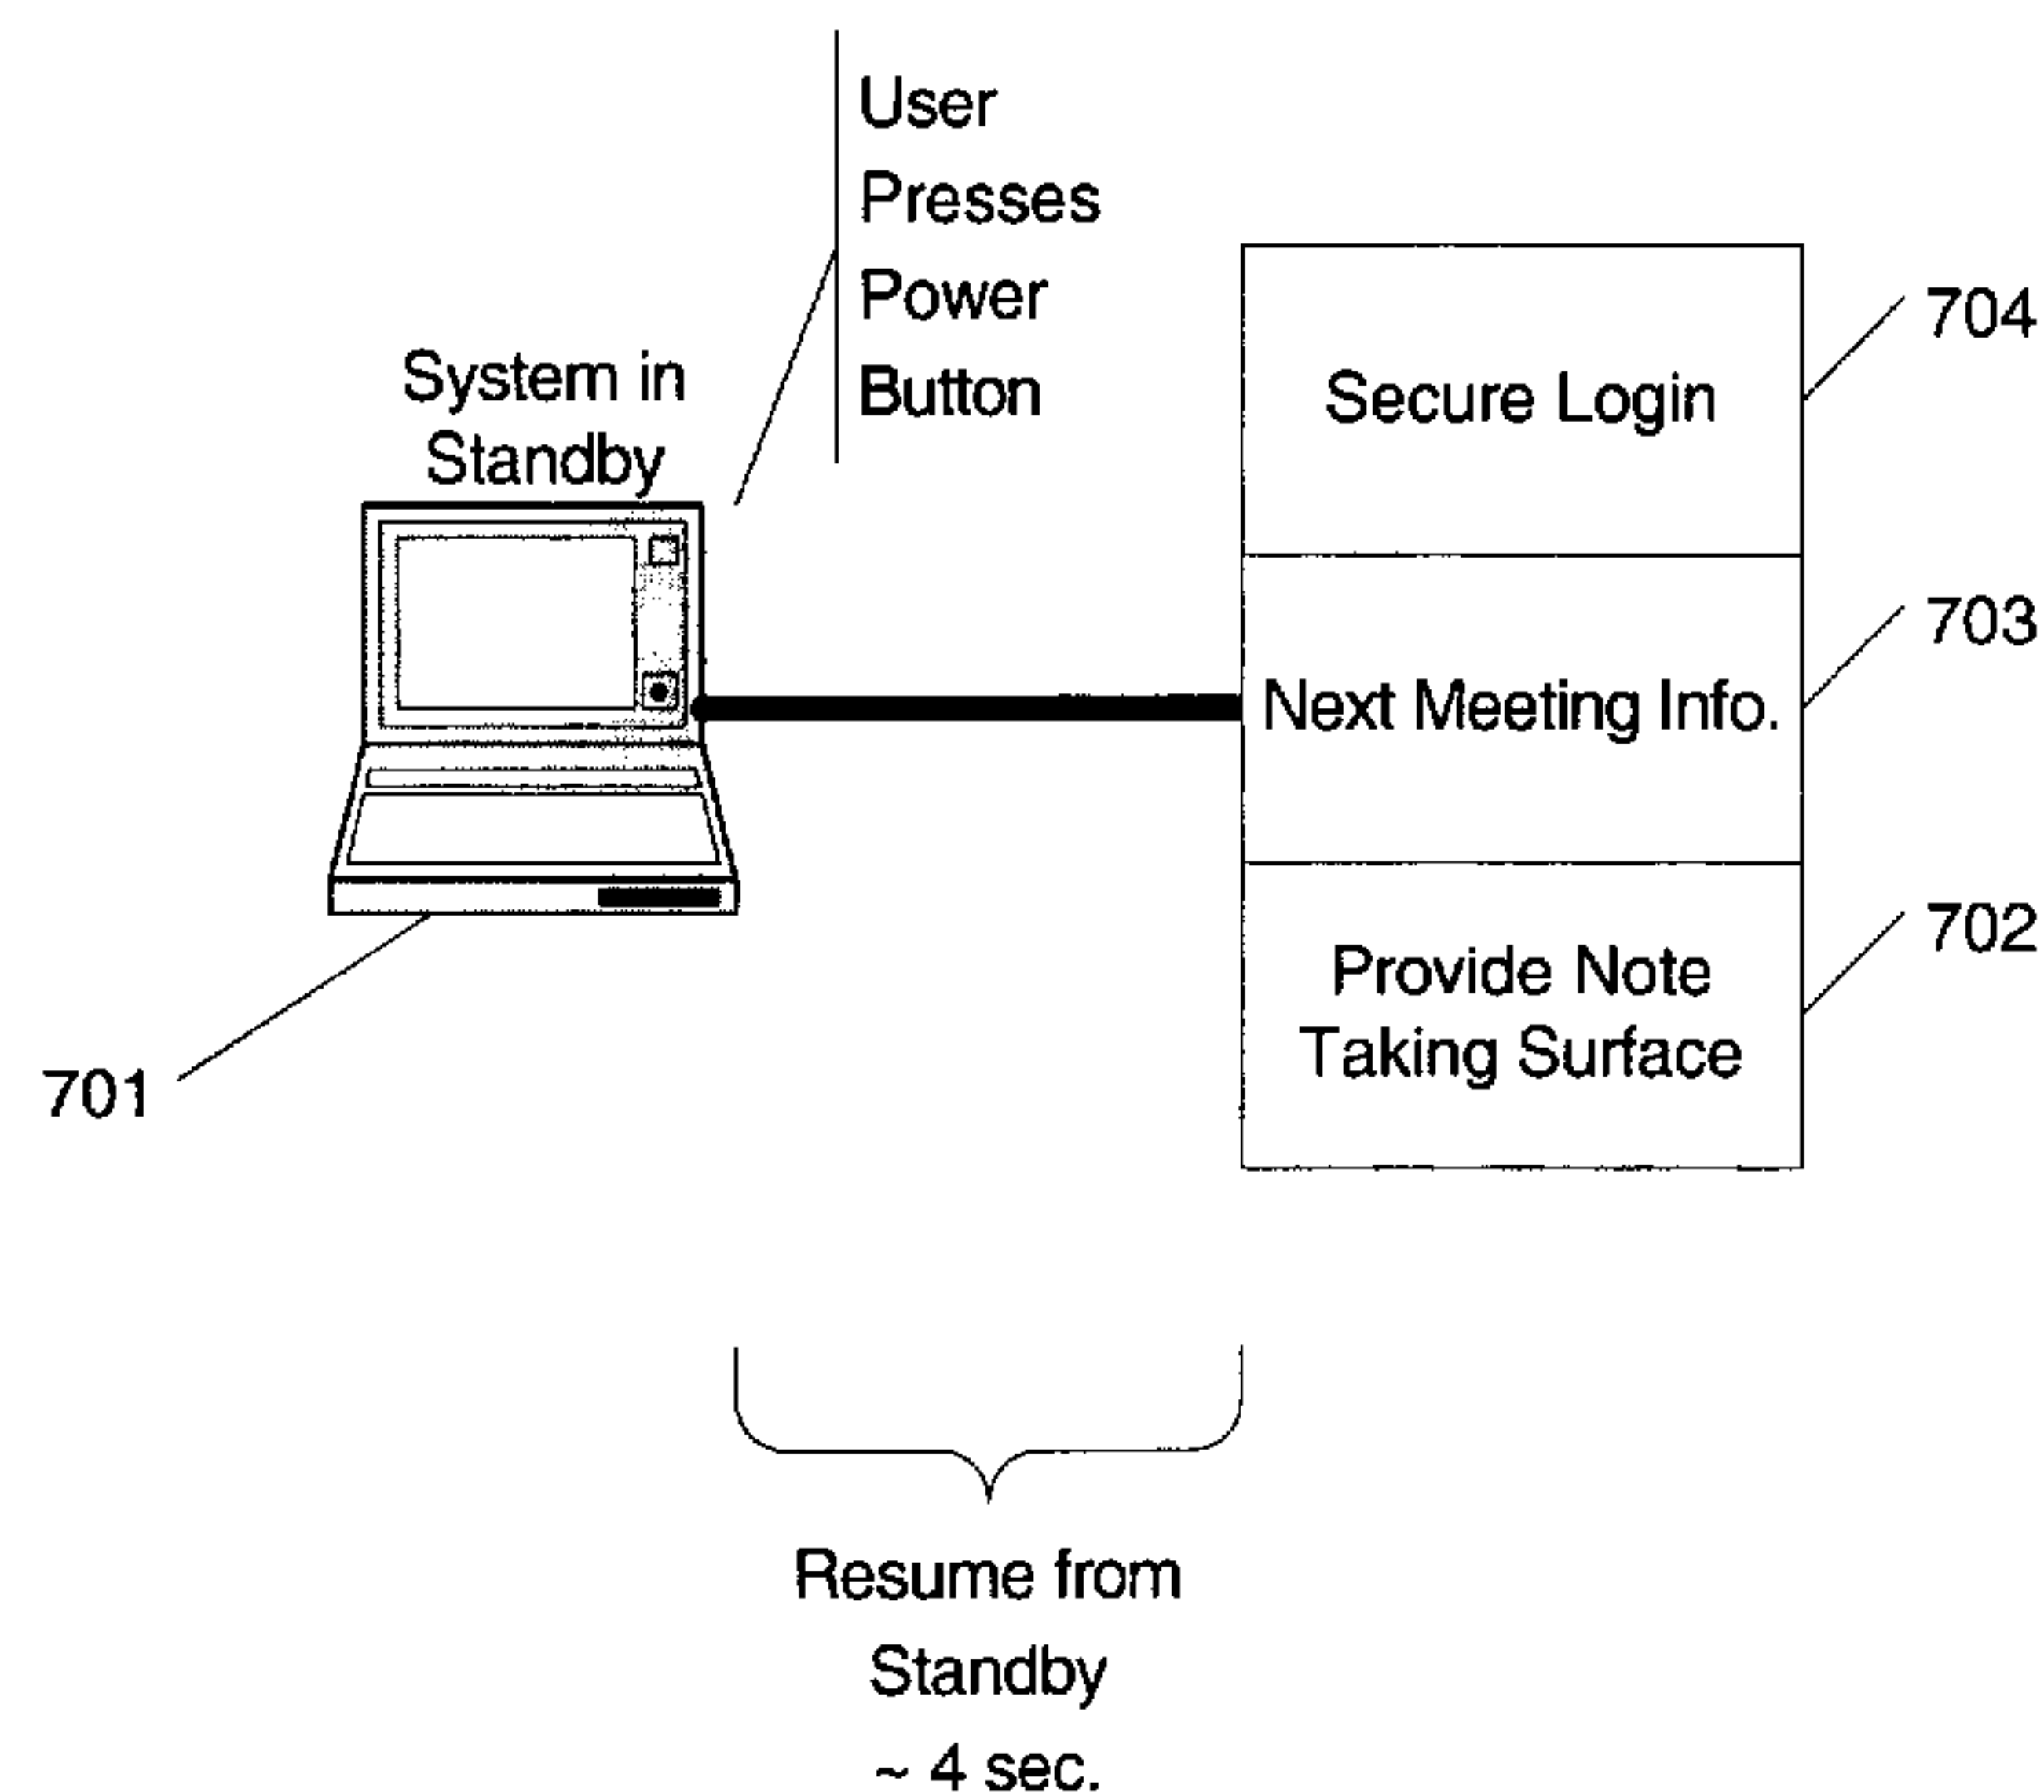 User
Presses
Power
Button
System in
Standby
Secure Login
704
Next Meeting Info.
703
Provide Note
Taking Surface
702
701
Resume from
Standby
~ 4 sec.